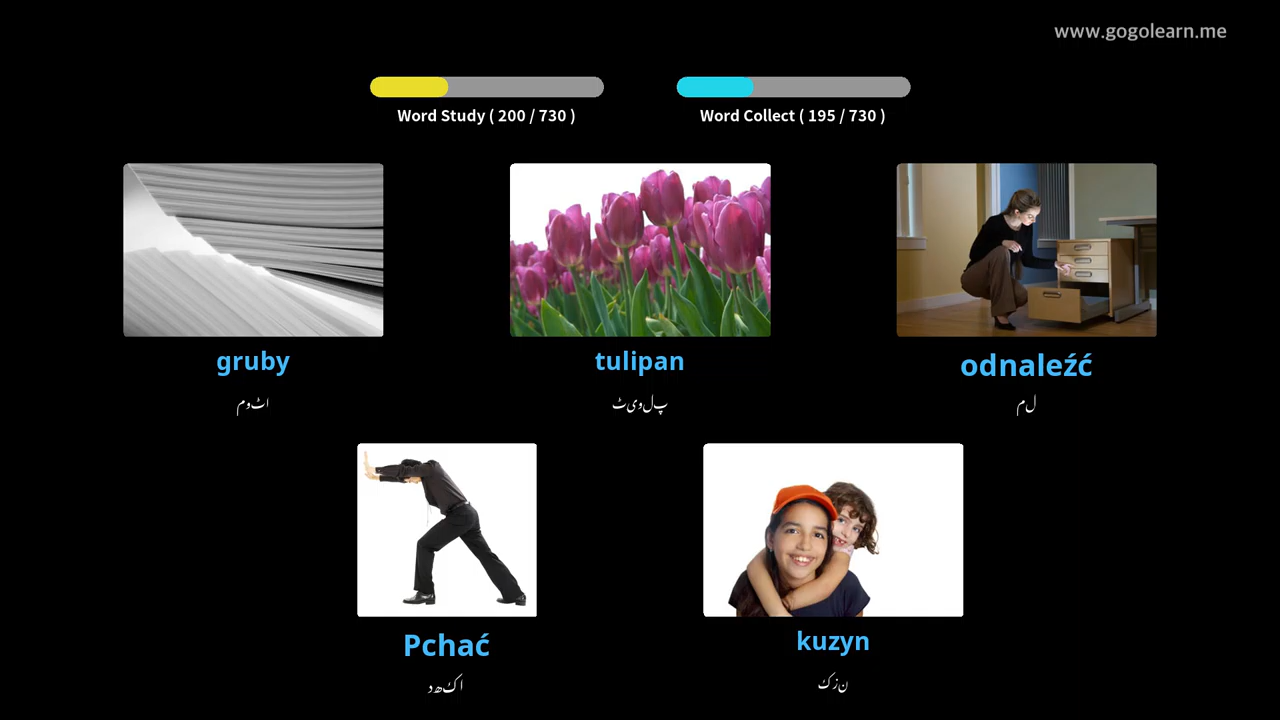 www.gogolearn.me
Word Study ( 200 / 730 )
Word Collect ( 195 / 730 )
gruby
tulipan
odnaleźć
اٹوم
پلویٹ
لم
Pchać
kuzyn
اکھد
نزک